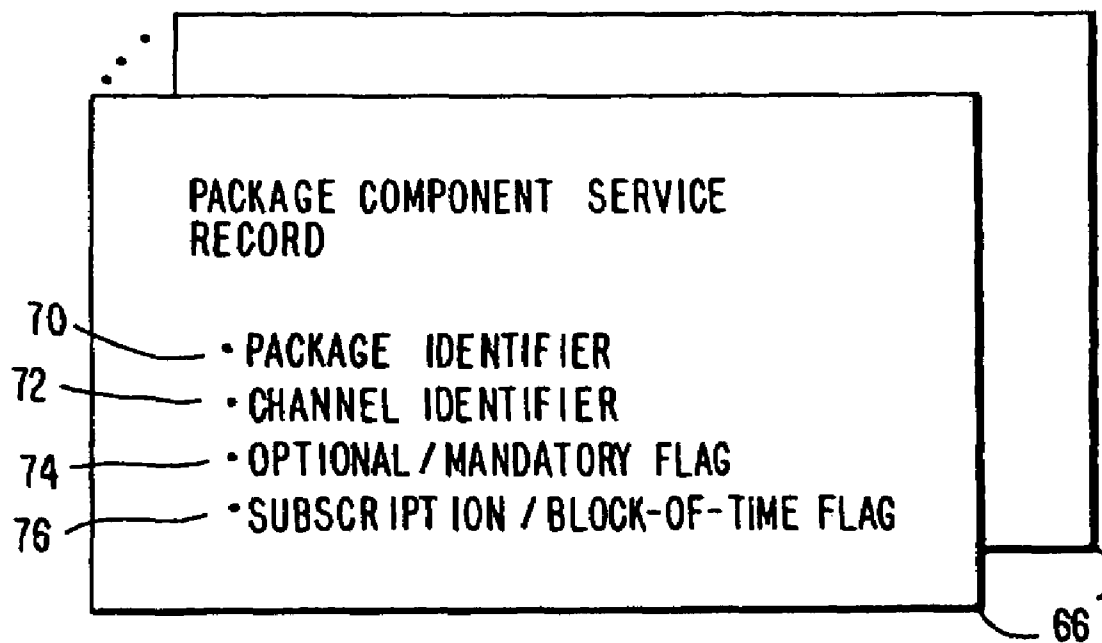 PACKAGE COMPONENT SERVICE
RECORD
70 • PACKAGE IDENTIFIER
72 • CHANNEL IDENTIFIER
74 • OPTIONAL / MANDATORY FLAG
76 • SUBSCRIPTION / BLOCK-OF-TIME FLAG
66